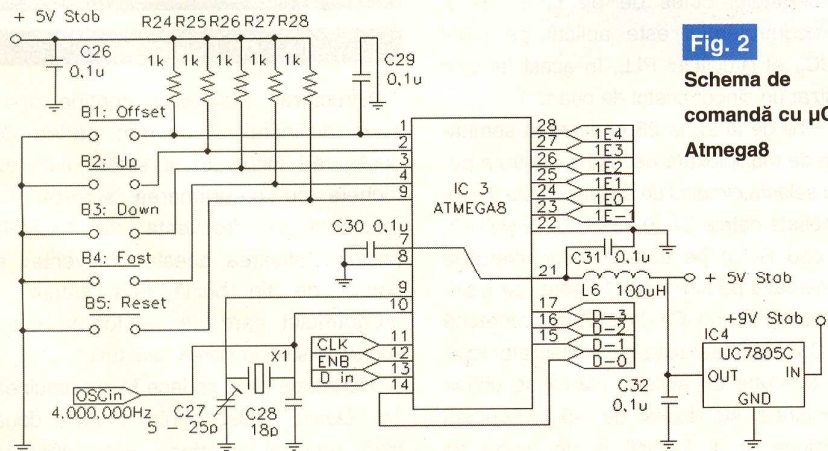 + 5V Stab
R24 R25 R26 R27 R28
C26
0,1u
1k 1k 1k 1k 1k
C29
0,1u
B1: Offset
B2: Up
B3: Down
B4: Fast
B5: Reset
1
2
3
4
9
7
8
9
10
11
12
13
14
C30 0,1u
IC 3
ATMEGA8
28
27
26
25
24
23
22
21
17
16
15
1E4
1E3
1E2
1E1
1E0
1E-1
C31 0,1u
L6 100uH
+ 5V Stab
D-3
D-2
D-1
D-0
CLK
ENB
D in
OSCin
4.000.000Hz
X1
C27
5 - 25p
C28
18p
C32
0,1u
+9V Stab
IC4
UC7805C
OUT IN
GND
Fig. 2
Schema de
comandă cu µC
Atmega8